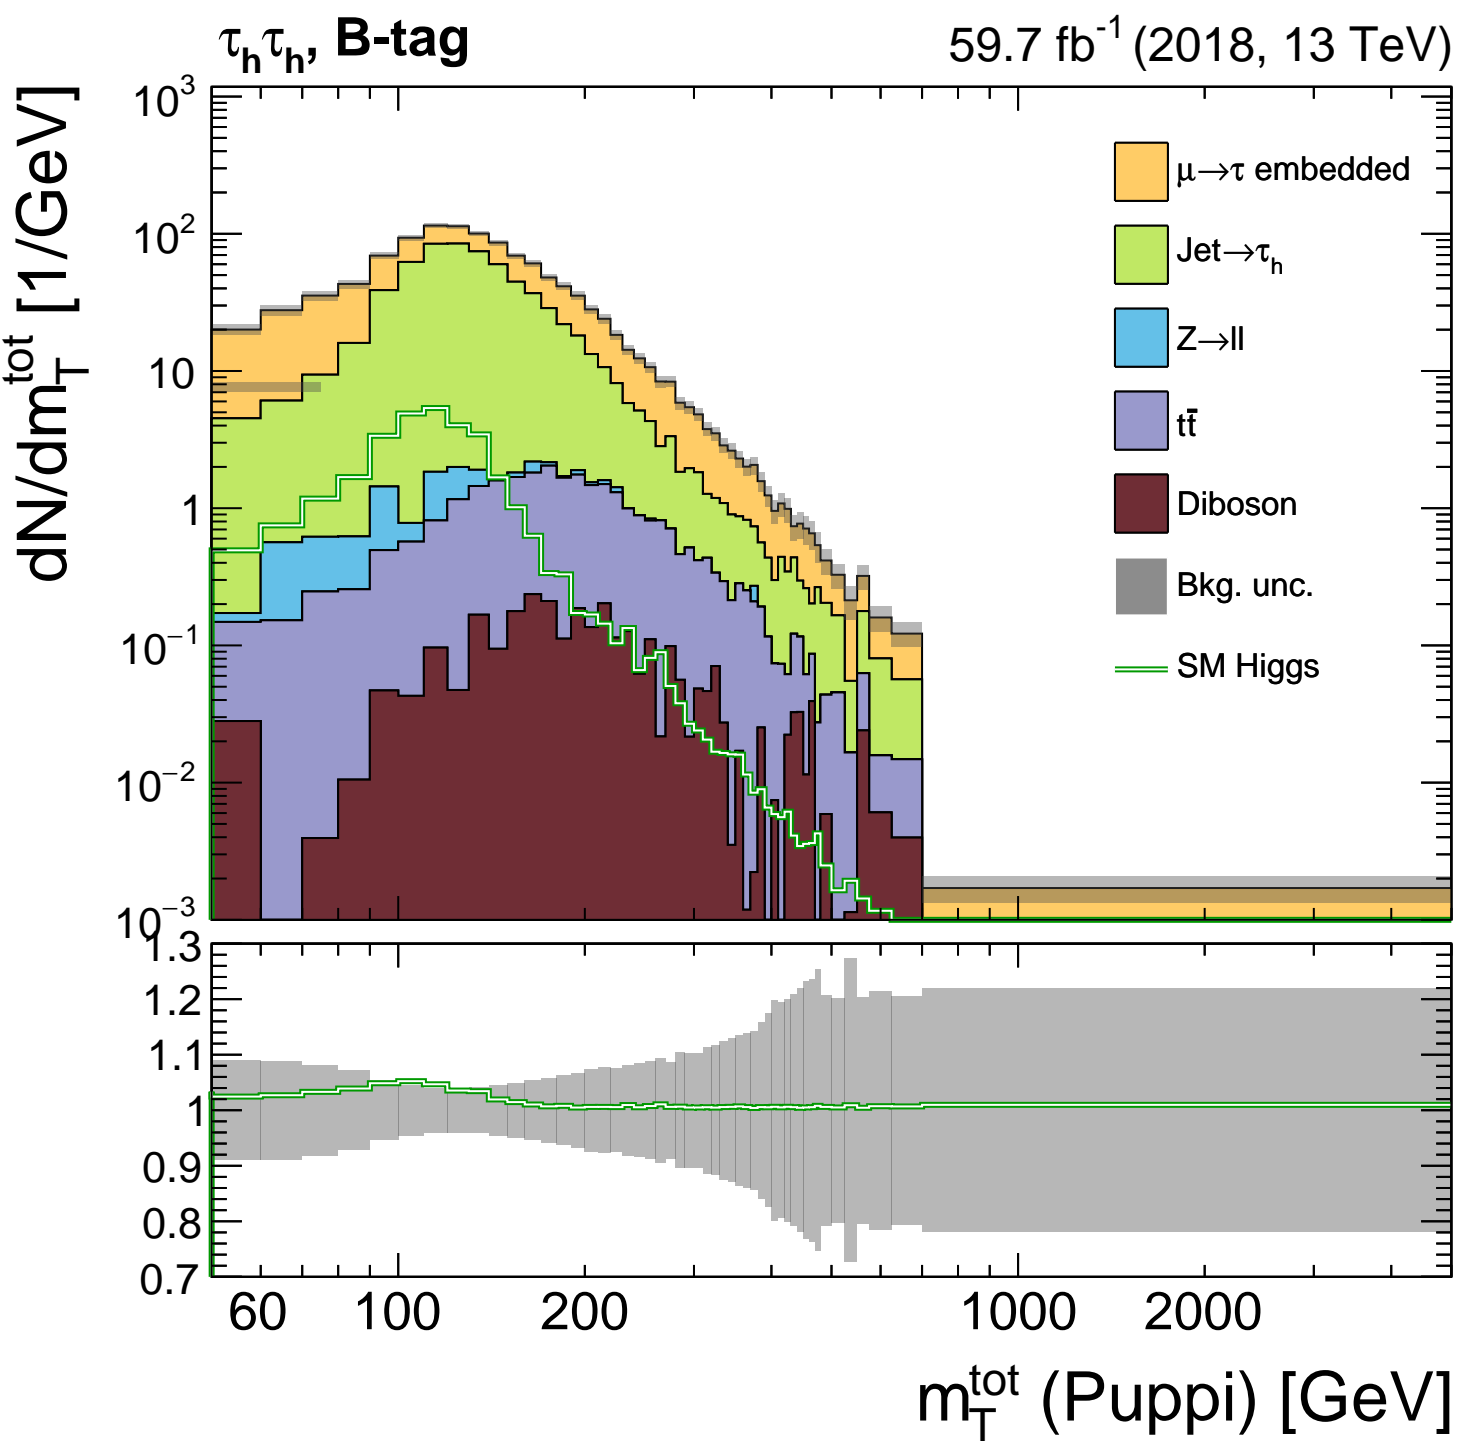 τhτh, B-tag
59.7 fb-1 (2018, 13 TeV)
dN/dmTtot [1/GeV]
10³
10²
10
1
10⁻¹
10⁻²
10⁻³
μ→τ embedded
Jet→τh
Z→ll
tt̄
Diboson
Bkg. unc.
SM Higgs
1.3
1.2
1.1
1
0.9
0.8
0.7
60 100 200 1000 2000
mTtot (Puppi) [GeV]